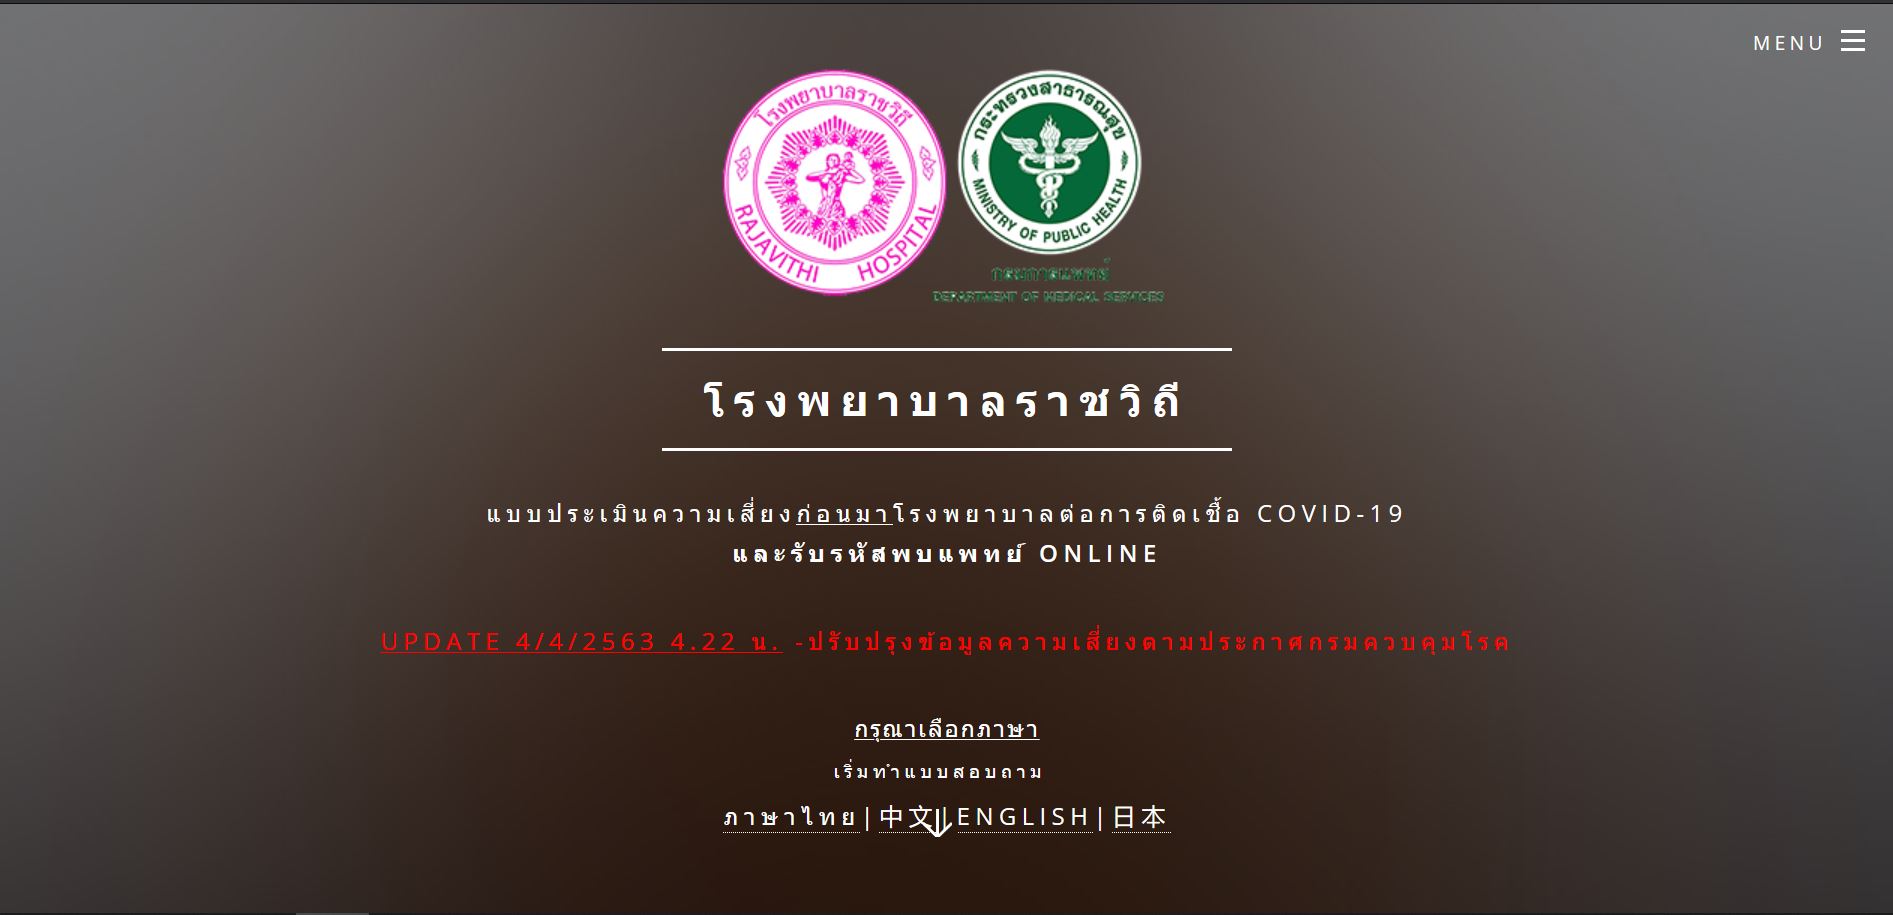 MENU
โรงพยาบาลราชวิถี
RAJAVITHI HOSPITAL
กระทรวงสาธารณสุข
MINISTRY OF PUBLIC HEALTH
กรมการแพทย์
DEPARTMENT OF MEDICAL SERVICES
โรงพยาบาลราชวิถี
แบบประเมินความเสี่ยงก่อนมาโรงพยาบาลต่อการติดเชื้อ COVID-19
และรับรหัสพบแพทย์ ONLINE
UPDATE 4/4/2563 4.22 น. -ปรับปรุงข้อมูลความเสี่ยงตามประกาศกรมควบคุมโรค
กรุณาเลือกภาษา
เริ่มทำแบบสอบถาม
ภาษาไทย|中文|ENGLISH|日本